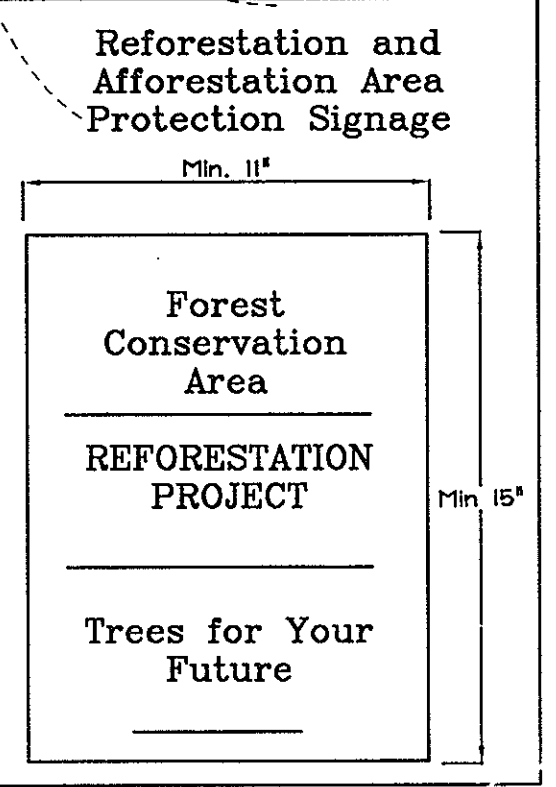 Reforestation and
Afforestation Area
Protection Signage
Min. 11"
Forest
Conservation
Area
REFORESTATION
PROJECT
Min 15"
Trees for Your
Future